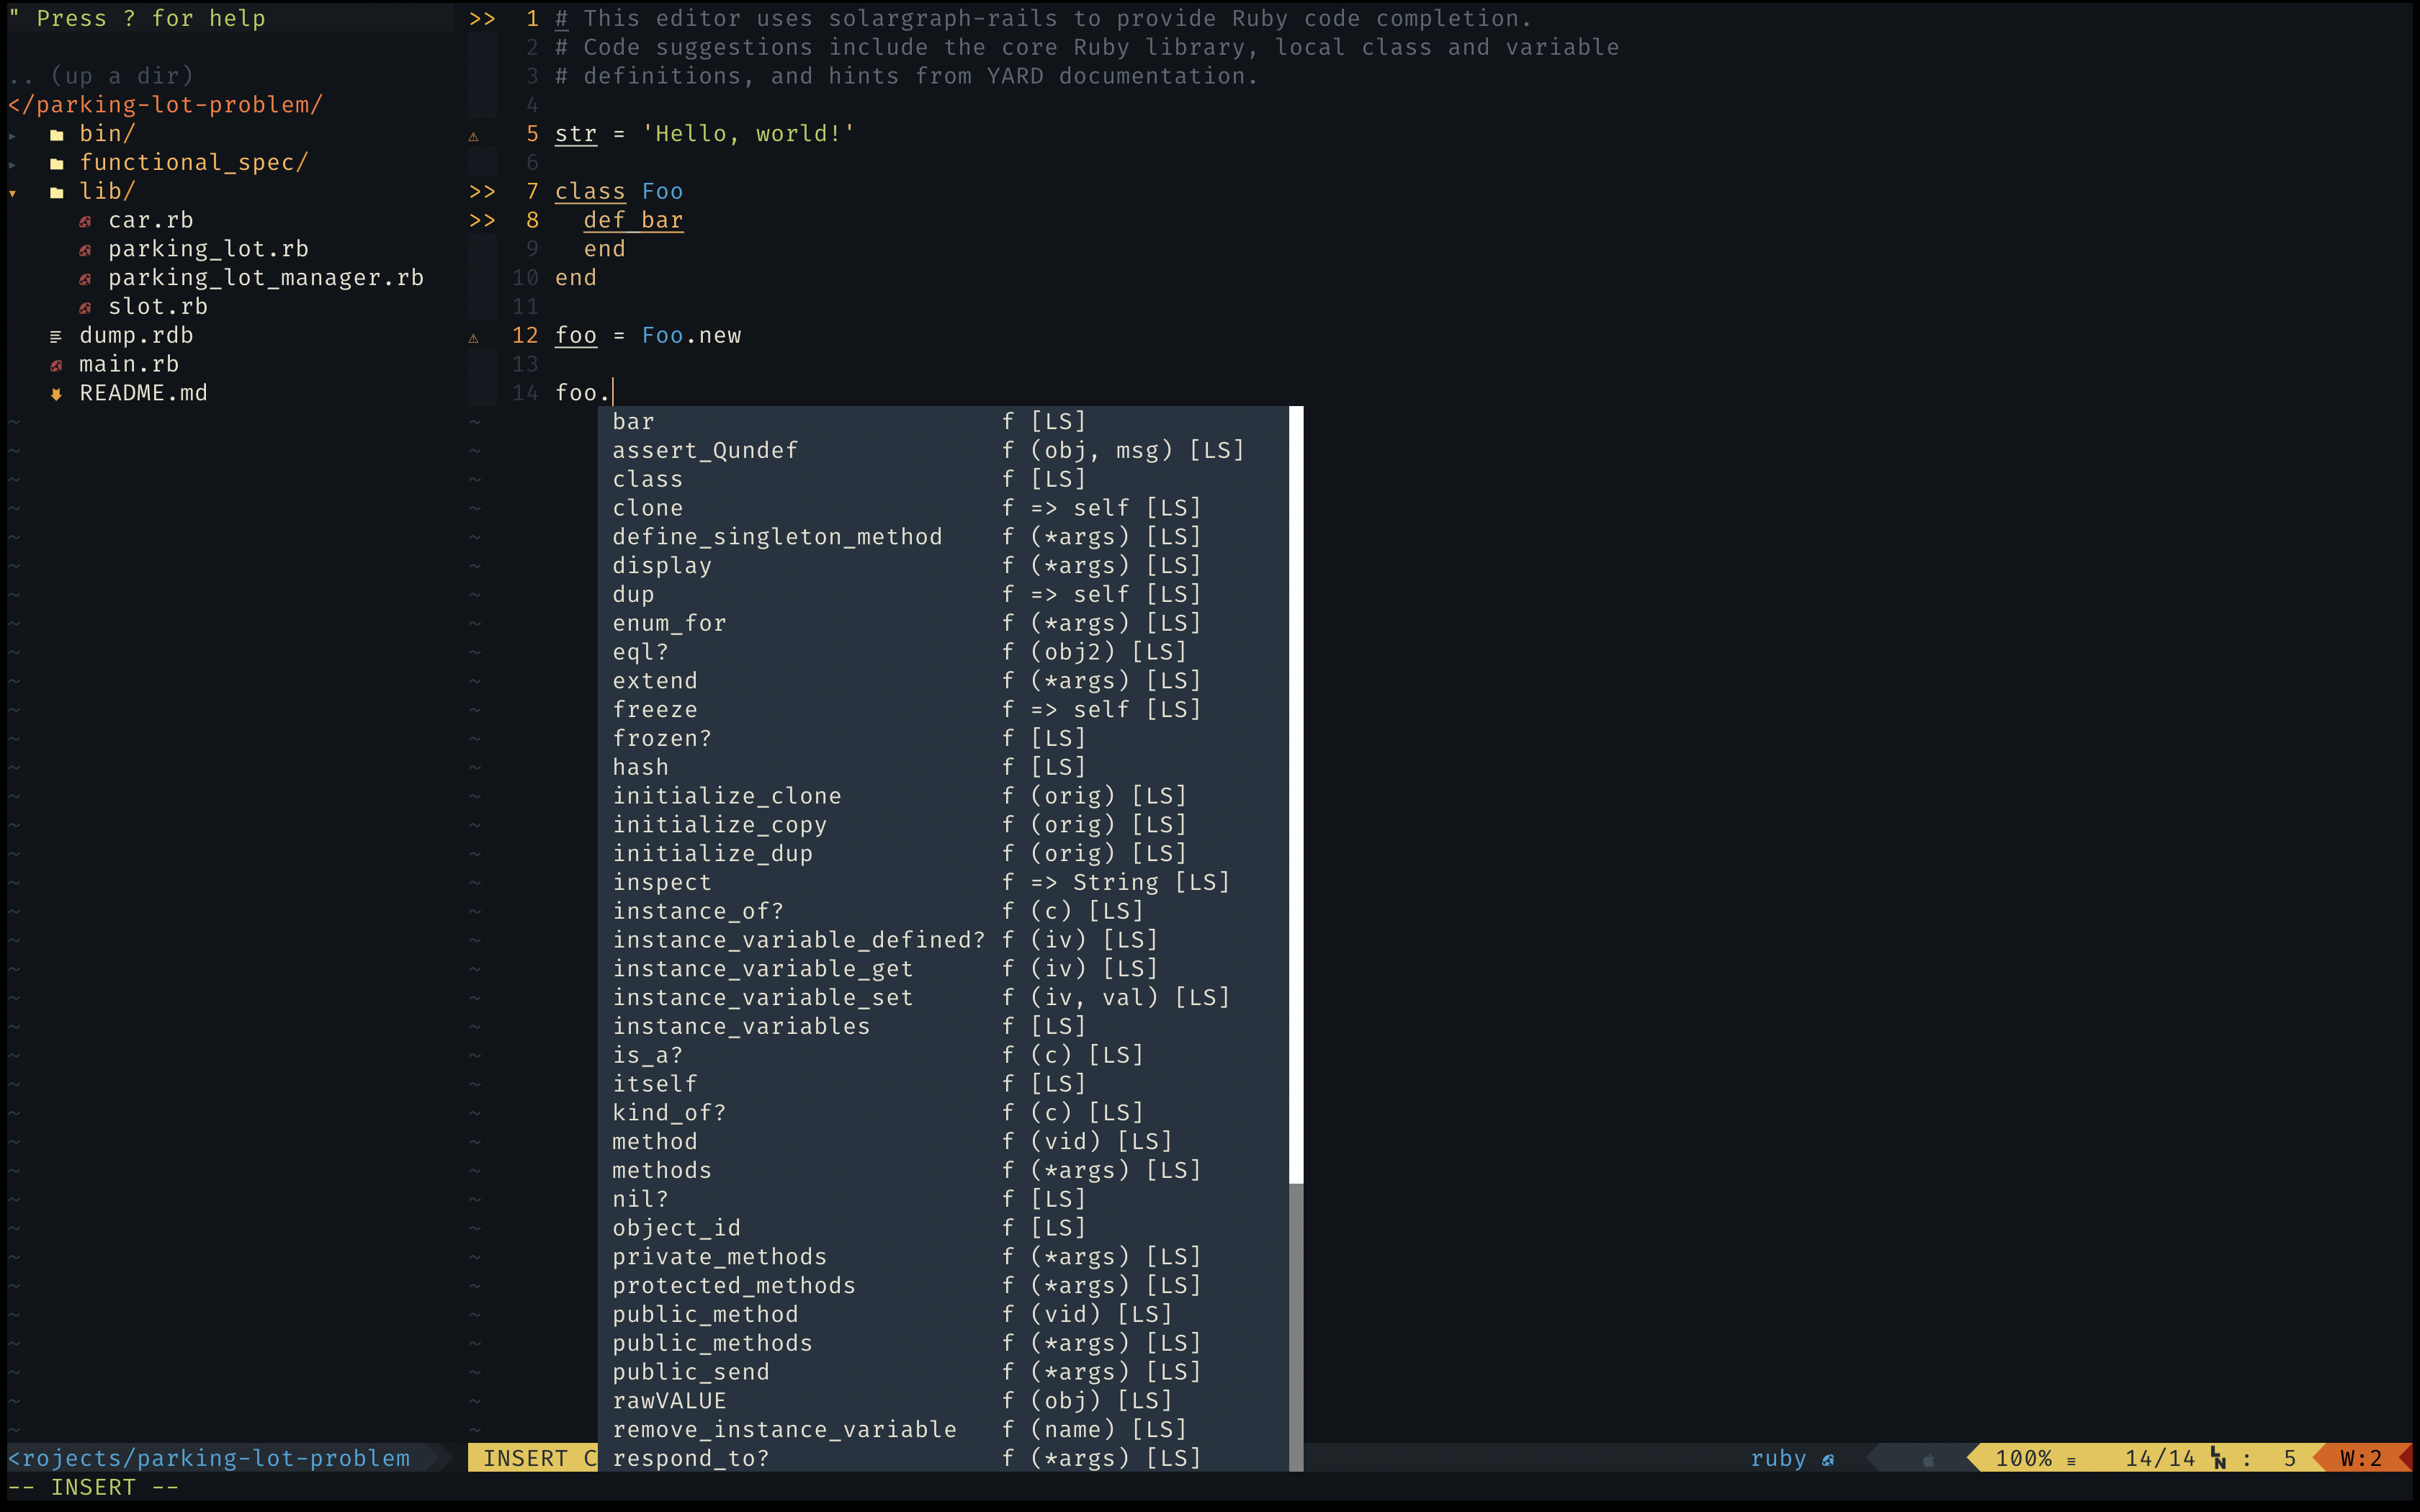 " Press ? for help
.. (up a dir)
</parking-lot-problem/
bin/
functional_spec/
lib/
car.rb
parking_lot.rb
parking_lot_manager.rb
slot.rb
dump.rdb
main.rb
README.md
>> 1 # This editor uses solargraph-rails to provide Ruby code completion.
2 # Code suggestions include the core Ruby library, local class and variable
3 # definitions, and hints from YARD documentation.
4
5 str = 'Hello, world!'
6
>> 7 class Foo
>> 8 def bar
9 end
10 end
11
12 foo = Foo.new
13
14 foo.
bar f [LS]
assert_Qundef f (obj, msg) [LS]
class f [LS]
clone f => self [LS]
define_singleton_method f (*args) [LS]
display f (*args) [LS]
dup f => self [LS]
enum_for f (*args) [LS]
eql? f (obj2) [LS]
extend f (*args) [LS]
freeze f => self [LS]
frozen? f [LS]
hash f [LS]
initialize_clone f (orig) [LS]
initialize_copy f (orig) [LS]
initialize_dup f (orig) [LS]
inspect f => String [LS]
instance_of? f (c) [LS]
instance_variable_defined? f (iv) [LS]
instance_variable_get f (iv) [LS]
instance_variable_set f (iv, val) [LS]
instance_variables f [LS]
is_a? f (c) [LS]
itself f [LS]
kind_of? f (c) [LS]
method f (vid) [LS]
methods f (*args) [LS]
nil? f [LS]
object_id f [LS]
private_methods f (*args) [LS]
protected_methods f (*args) [LS]
public_method f (vid) [LS]
public_methods f (*args) [LS]
public_send f (*args) [LS]
rawVALUE f (obj) [LS]
remove_instance_variable f (name) [LS]
respond_to? f (*args) [LS]
<rojects/parking-lot-problem INSERT C ruby 100% ≡ 14/14 LN : 5 W:2
-- INSERT --